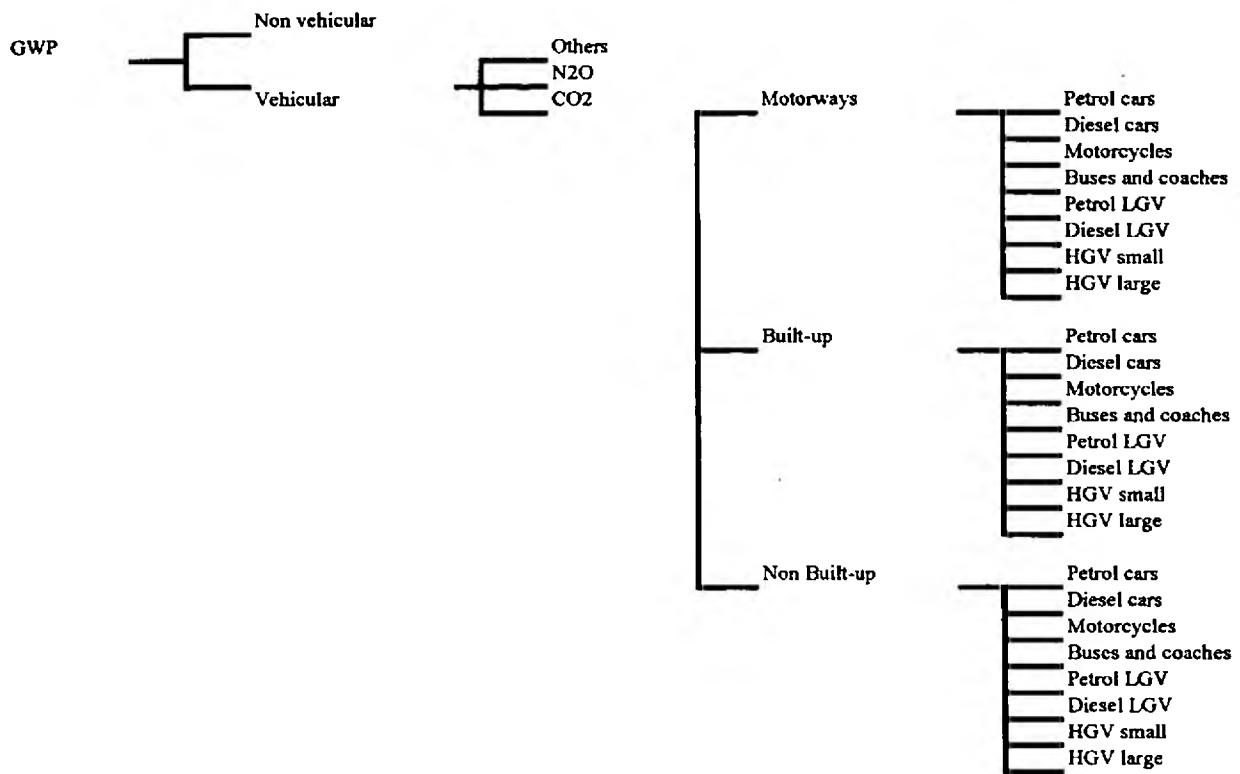 GWP
Non vehicular
Vehicular
Others
N2O
CO2
Motorways
Petrol cars
Diesel cars
Motorcycles
Buses and coaches
Petrol LGV
Diesel LGV
HGV small
HGV large
Built-up
Petrol cars
Diesel cars
Motorcycles
Buses and coaches
Petrol LGV
Diesel LGV
HGV small
HGV large
Non Built-up
Petrol cars
Diesel cars
Motorcycles
Buses and coaches
Petrol LGV
Diesel LGV
HGV small
HGV large